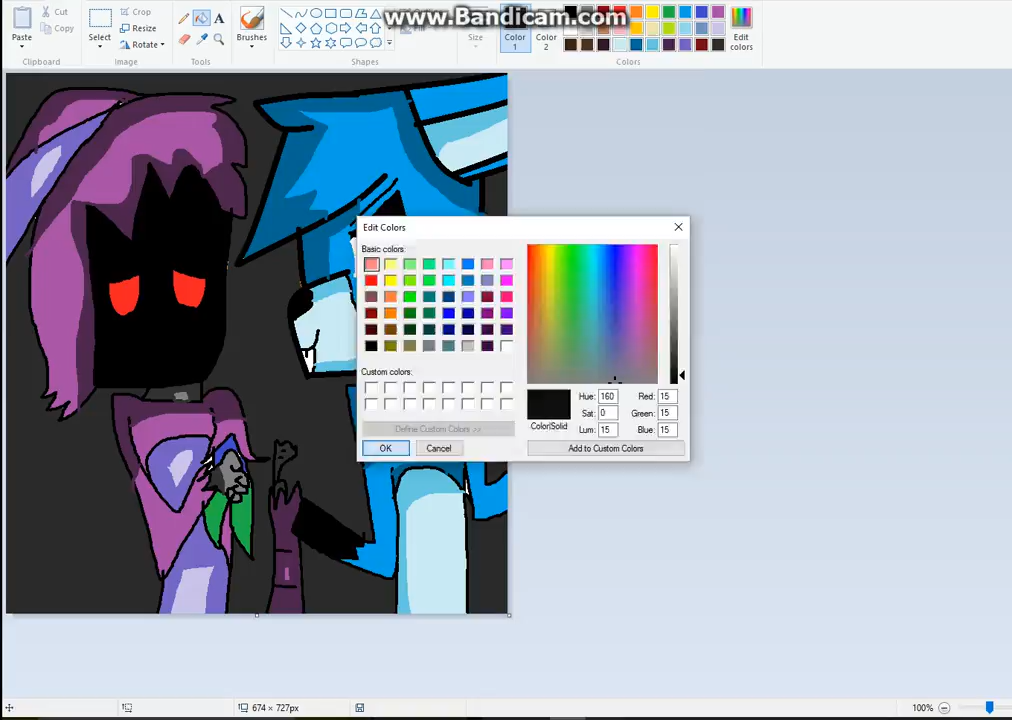 www.Bandicam.com
Paste
Cut
Copy
Clipboard
Select
Crop
Resize
Rotate
Image
A
Tools
Brushes
Fill
Shapes
Size
Color
1
Color
2
Edit
colors
Colors
Edit Colors
Basic colors:
Custom colors:
Define Custom Colors >>
OK
Cancel
Color|Solid
Hue: 160
Sat: 0
Lum: 15
Red: 15
Green: 15
Blue: 15
Add to Custom Colors
674 × 727px
100%